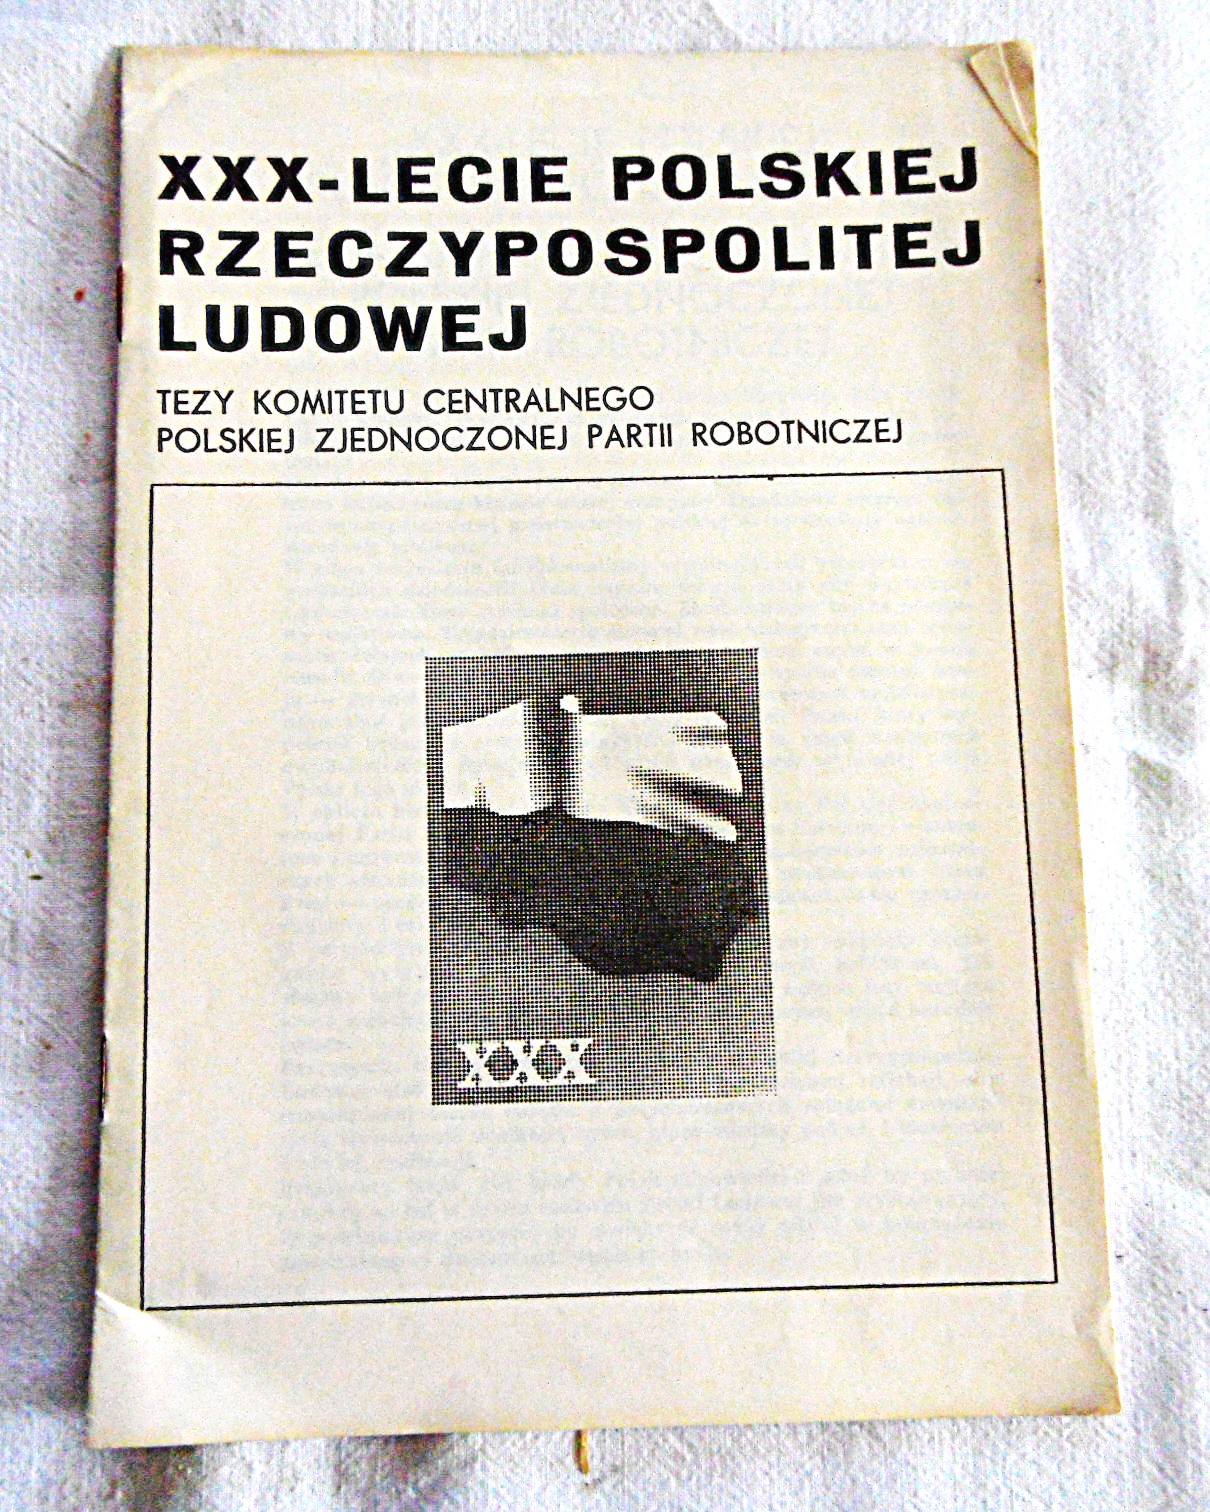 XXX-LECIE POLSKIEJ
RZECZYPOSPOLITEJ
LUDOWEJ
TEZY KOMITETU CENTRALNEGO
POLSKIEJ ZJEDNOCZONEJ PARTII ROBOTNICZEJ
XXX